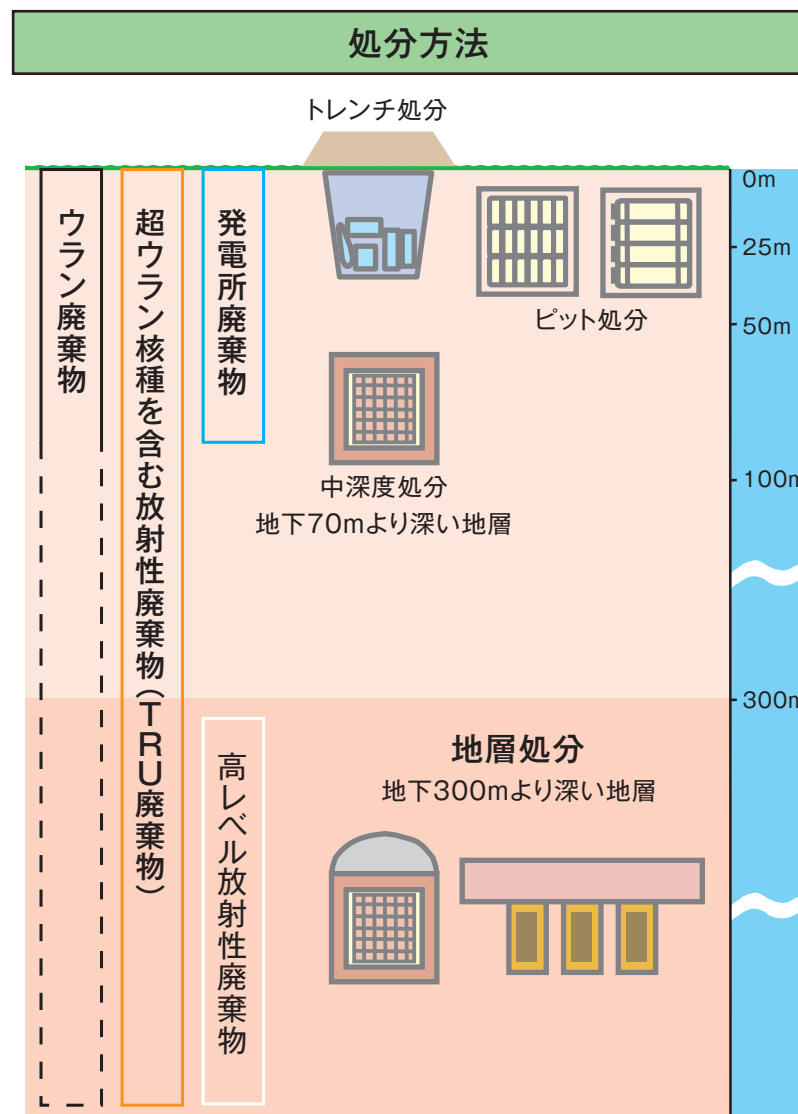 処分方法
トレンチ処分
ウラン廃棄物
超ウラン核種を含む放射性廃棄物(TRU廃棄物)
発電所廃棄物
ピット処分
0m
25m
50m
中深度処分
地下70mより深い地層
100m
300m
高レベル放射性廃棄物
地層処分
地下300mより深い地層